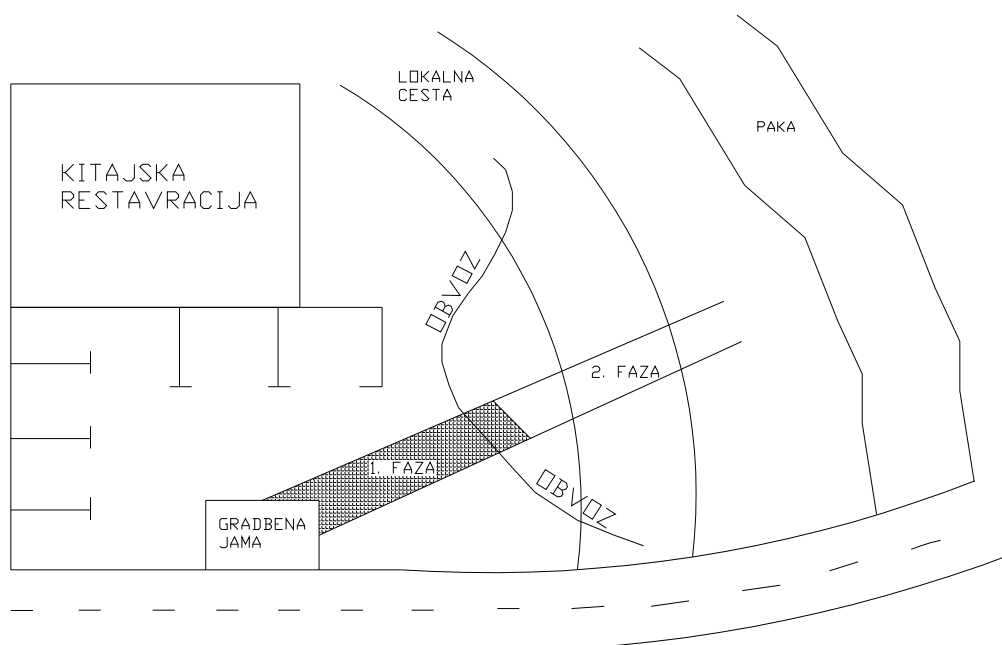 LOKALNA
CESTA
PAKA
KITAJSKA
RESTAVRACIJA
OBVOZ
2. FAZA
1. FAZA
OBVOZ
GRADBENA
JAMA